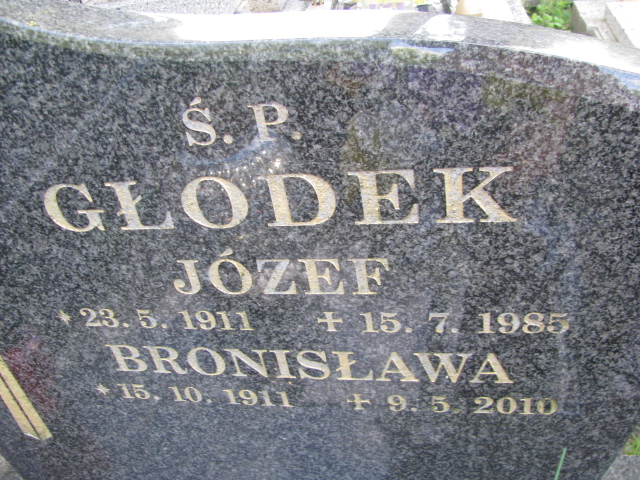 Ś. P.
GŁODEK
JÓZEF
* 23. 5. 1911 + 15. 7. 1985
BRONISŁAWA
* 15. 10. 1911 + 9. 5. 2010